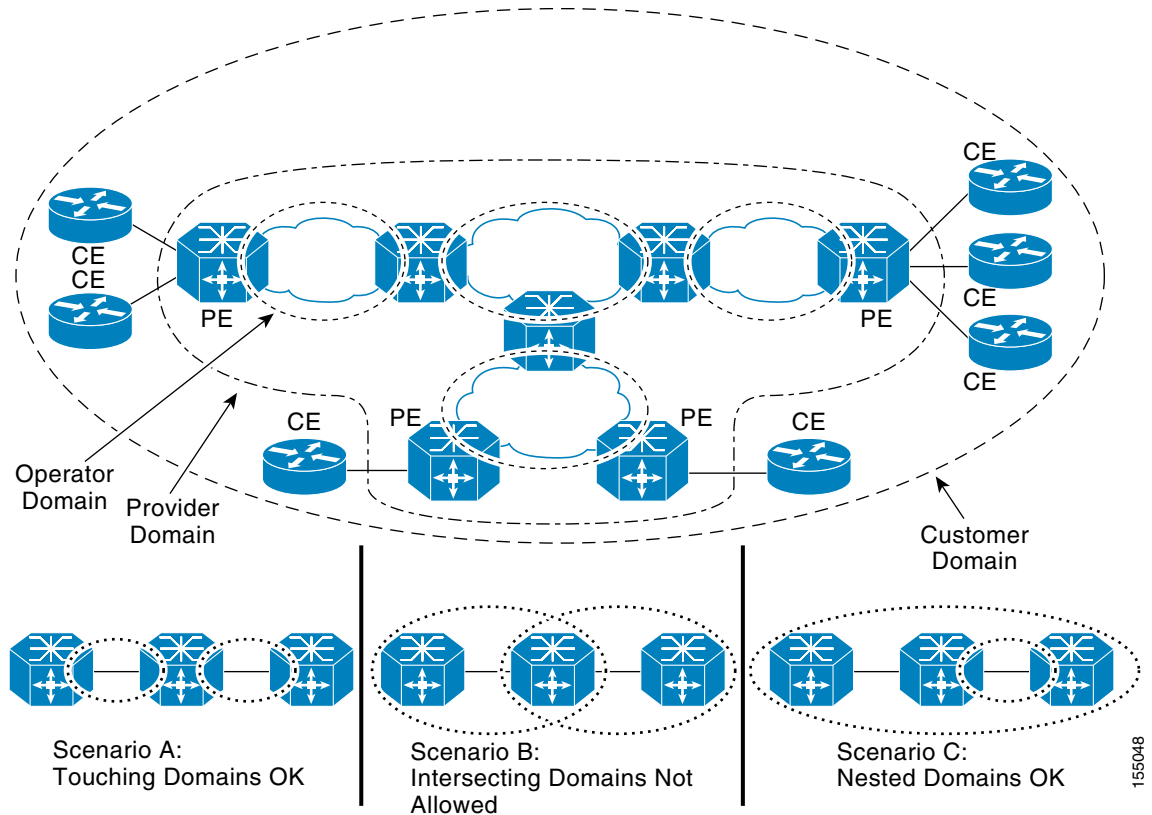 CE
CE
CE
CE
PE
PE
CE
CE
CE
PE
PE
CE
Operator
Domain
Provider
Domain
Customer
Domain
Scenario A:
Touching Domains OK
Scenario B:
Intersecting Domains Not
Allowed
Scenario C:
Nested Domains OK
155048